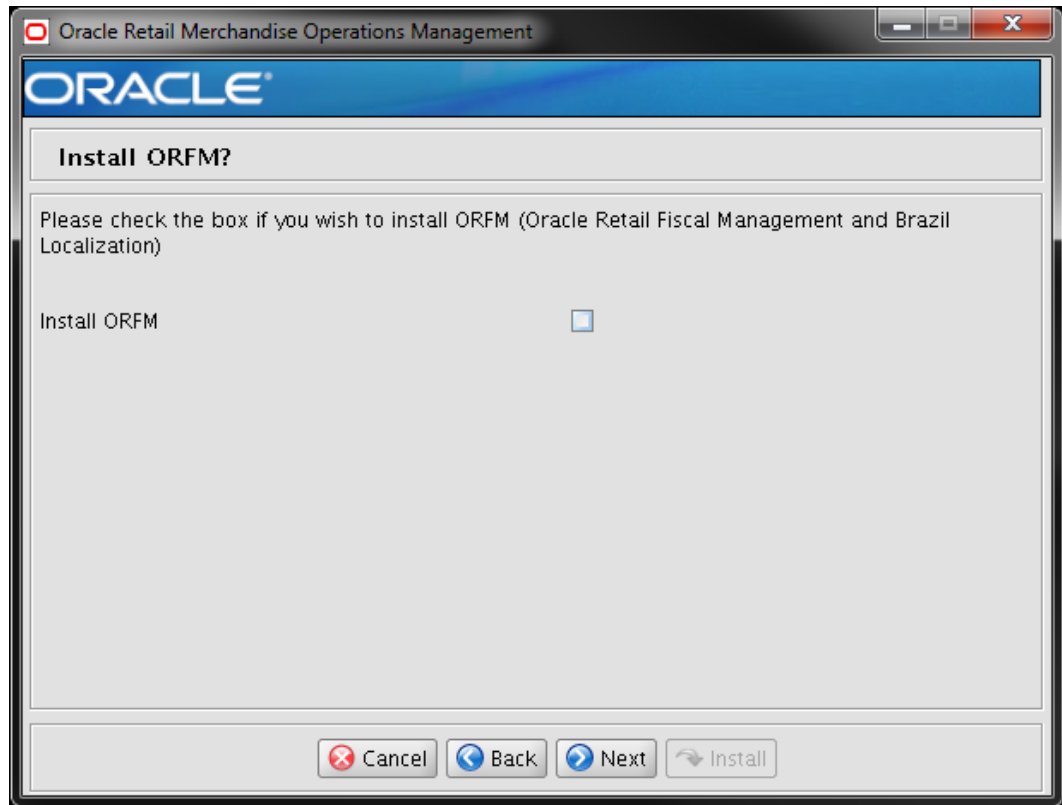 Oracle Retail Merchandise Operations Management
ORACLE®
Install ORFM?
Please check the box if you wish to install ORFM (Oracle Retail Fiscal Management and Brazil
Localization)
Install ORFM
Cancel Back Next Install